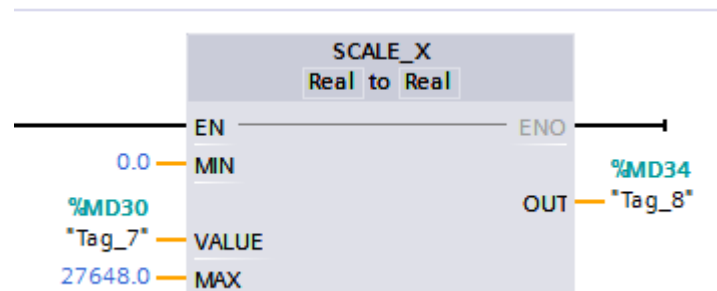 SCALE_X
Real to Real
EN ENO
0.0 MIN
%MD34
%MD30
OUT "Tag_8"
"Tag_7" VALUE
27648.0 MAX